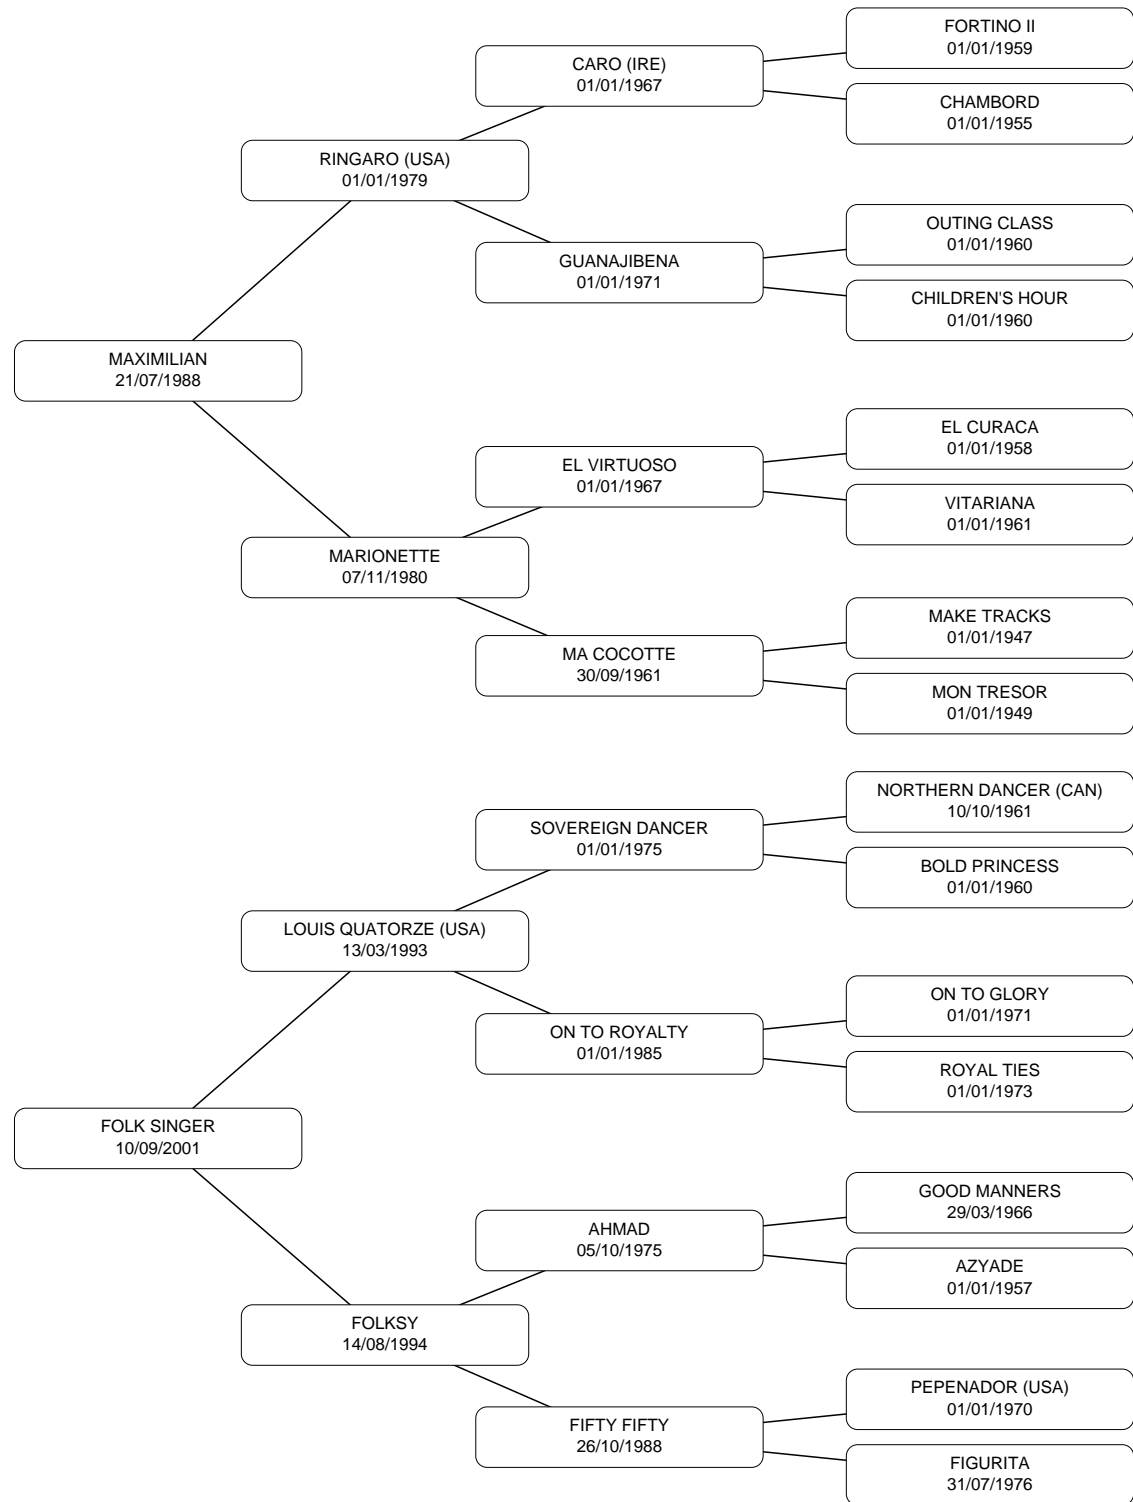 FORTINO II
01/01/1959
CARO (IRE)
01/01/1967
CHAMBORD
01/01/1955
RINGARO (USA)
01/01/1979
OUTING CLASS
01/01/1960
GUANAJIBENA
01/01/1971
CHILDREN'S HOUR
01/01/1960
MAXIMILIAN
21/07/1988
EL CURACA
01/01/1958
EL VIRTUOSO
01/01/1967
VITARIANA
01/01/1961
MARIONETTE
07/11/1980
MAKE TRACKS
01/01/1947
MA COCOTTE
30/09/1961
MON TRESOR
01/01/1949
NORTHERN DANCER (CAN)
10/10/1961
SOVEREIGN DANCER
01/01/1975
BOLD PRINCESS
01/01/1960
LOUIS QUATORZE (USA)
13/03/1993
ON TO GLORY
01/01/1971
ON TO ROYALTY
01/01/1985
ROYAL TIES
01/01/1973
FOLK SINGER
10/09/2001
GOOD MANNERS
29/03/1966
AHMAD
05/10/1975
AZYADE
01/01/1957
FOLKSY
14/08/1994
PEPENADOR (USA)
01/01/1970
FIFTY FIFTY
26/10/1988
FIGURITA
31/07/1976